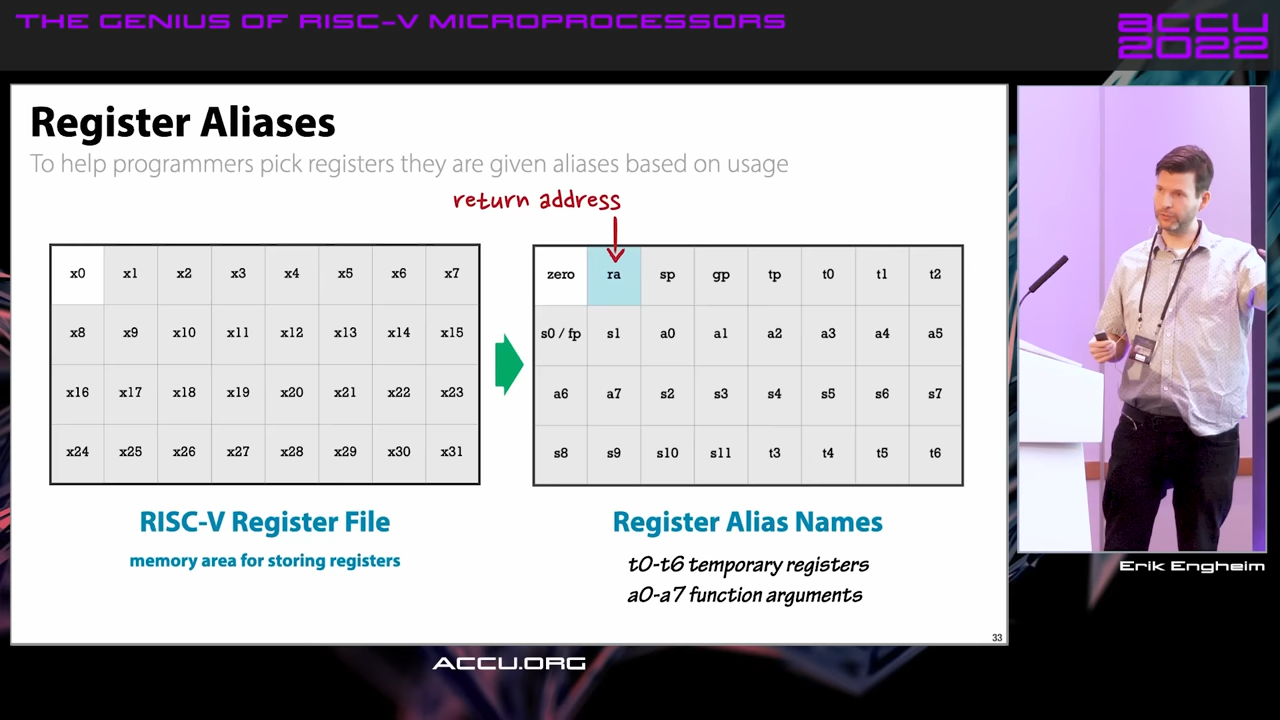 THE GENIUS OF RISC-V MICROPROCESSORS
ACCU
2022
Register Aliases
To help programmers pick registers they are given aliases based on usage
return address
x0 x1 x2 x3 x4 x5 x6 x7
x8 x9 x10 x11 x12 x13 x14 x15
x16 x17 x18 x19 x20 x21 x22 x23
x24 x25 x26 x27 x28 x29 x30 x31
zero ra sp gp tp t0 t1 t2
s0 / fp s1 a0 a1 a2 a3 a4 a5
a6 a7 s2 s3 s4 s5 s6 s7
s8 s9 s10 s11 t3 t4 t5 t6
RISC-V Register File
memory area for storing registers
Register Alias Names
t0-t6 temporary registers
a0-a7 function arguments
33
Erik Engheim
ACCU.ORG